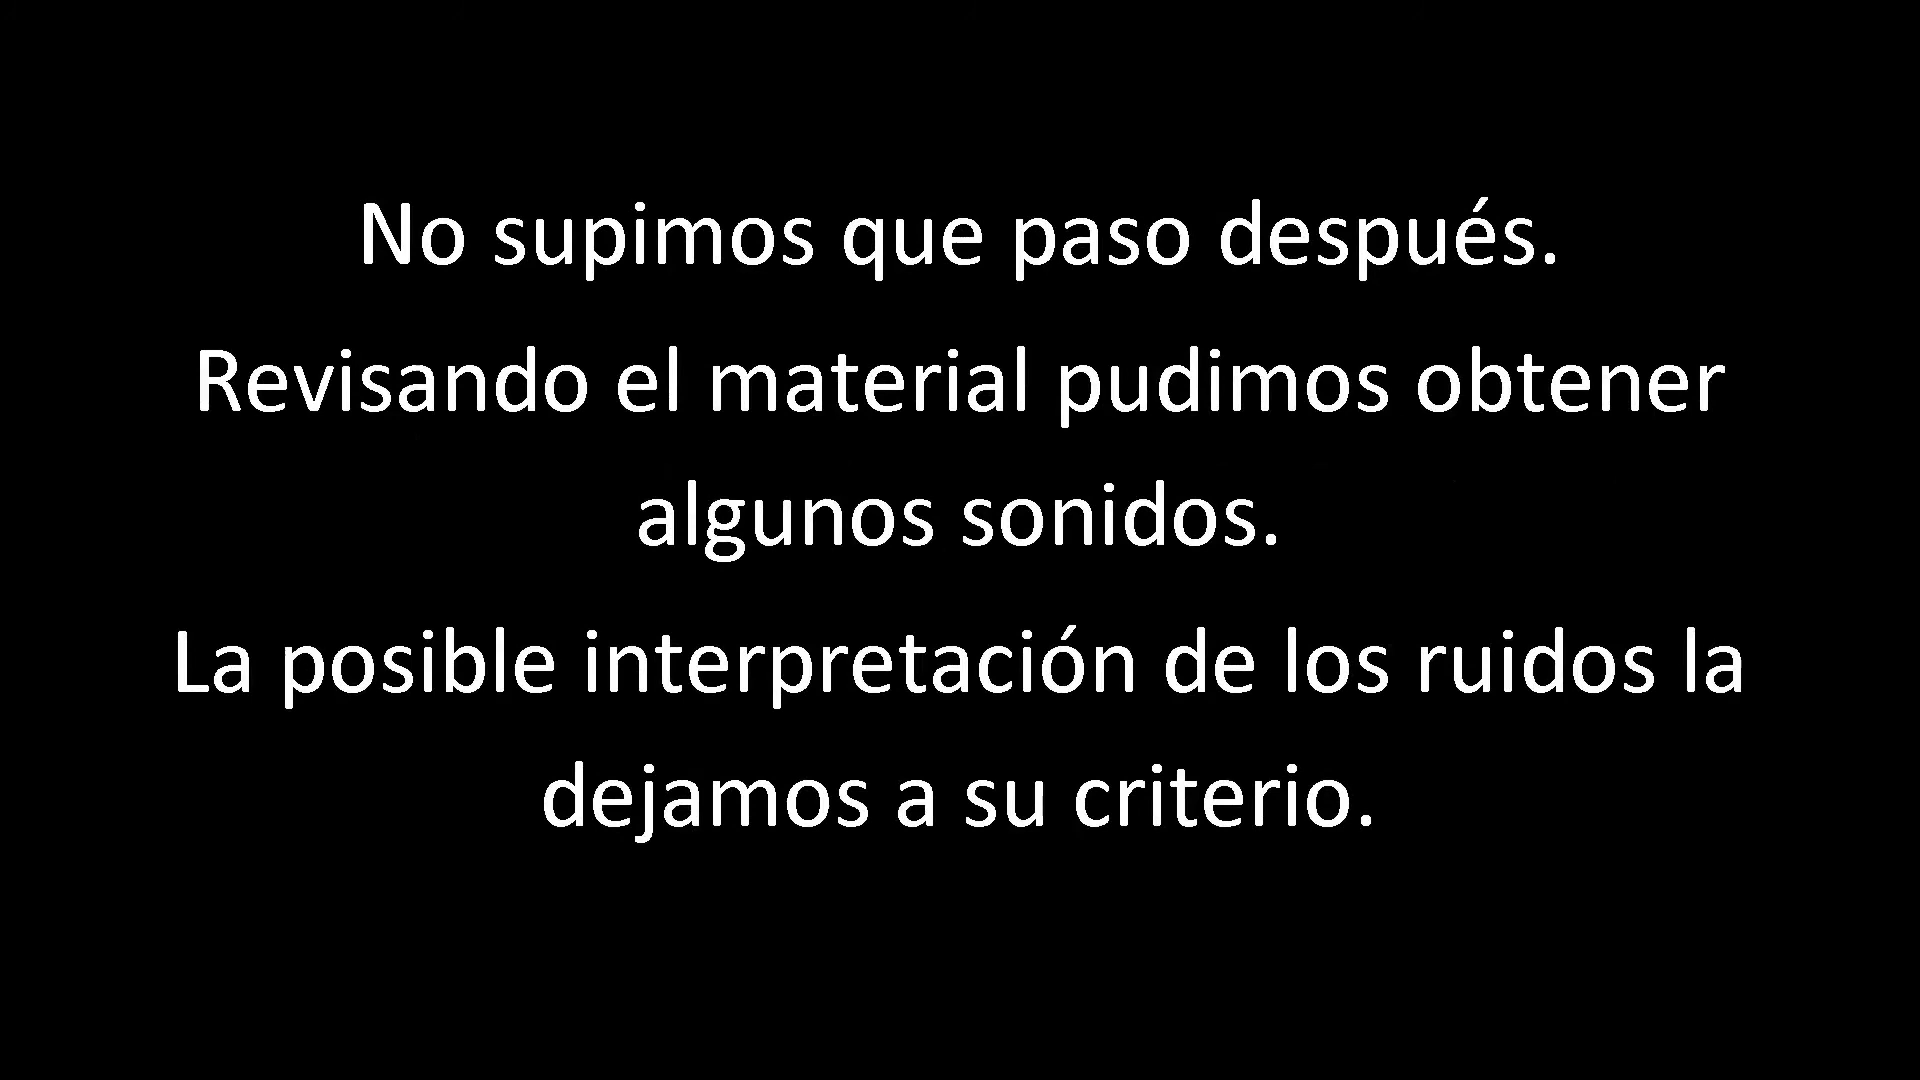 No supimos que paso después.
Revisando el material pudimos obtener
algunos sonidos.
La posible interpretación de los ruidos la
dejamos a su criterio.